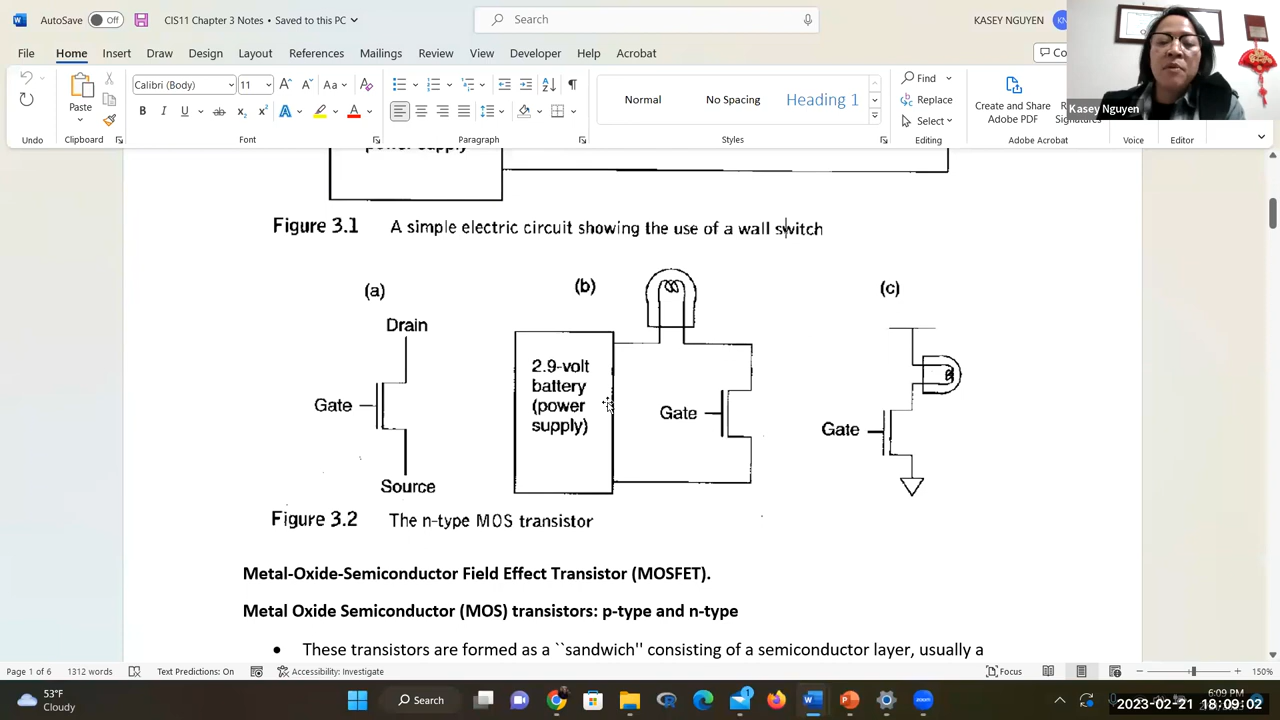 AutoSave Off CIS11 Chapter 3 Notes • Saved to this PC Search KASEY NGUYEN KN
File Home Insert Draw Design Layout References Mailings Review View Developer Help Acrobat Co
Paste Calibri (Body) 11 Aa Normal No Spacing Heading 1 Find Replace Select Create and Share Adobe PDF
Undo Clipboard Font Paragraph Styles Editing Adobe Acrobat Voice Editor
Kasey Nguyen
power supply
Figure 3.1 A simple electric circuit showing the use of a wall switch
(a) (b) (c)
Drain
Gate
Source
2.9-volt
battery
(power
supply)
Gate
Gate
Figure 3.2 The n-type MOS transistor
Metal-Oxide-Semiconductor Field Effect Transistor (MOSFET).
Metal Oxide Semiconductor (MOS) transistors: p-type and n-type
• These transistors are formed as a ``sandwich'' consisting of a semiconductor layer, usually a
Page 1 of 6 1312 words Text Predictions: On Accessibility: Investigate Focus 150%
53°F
Cloudy
Search
6:09 PM
2023-02-21 18:09:02